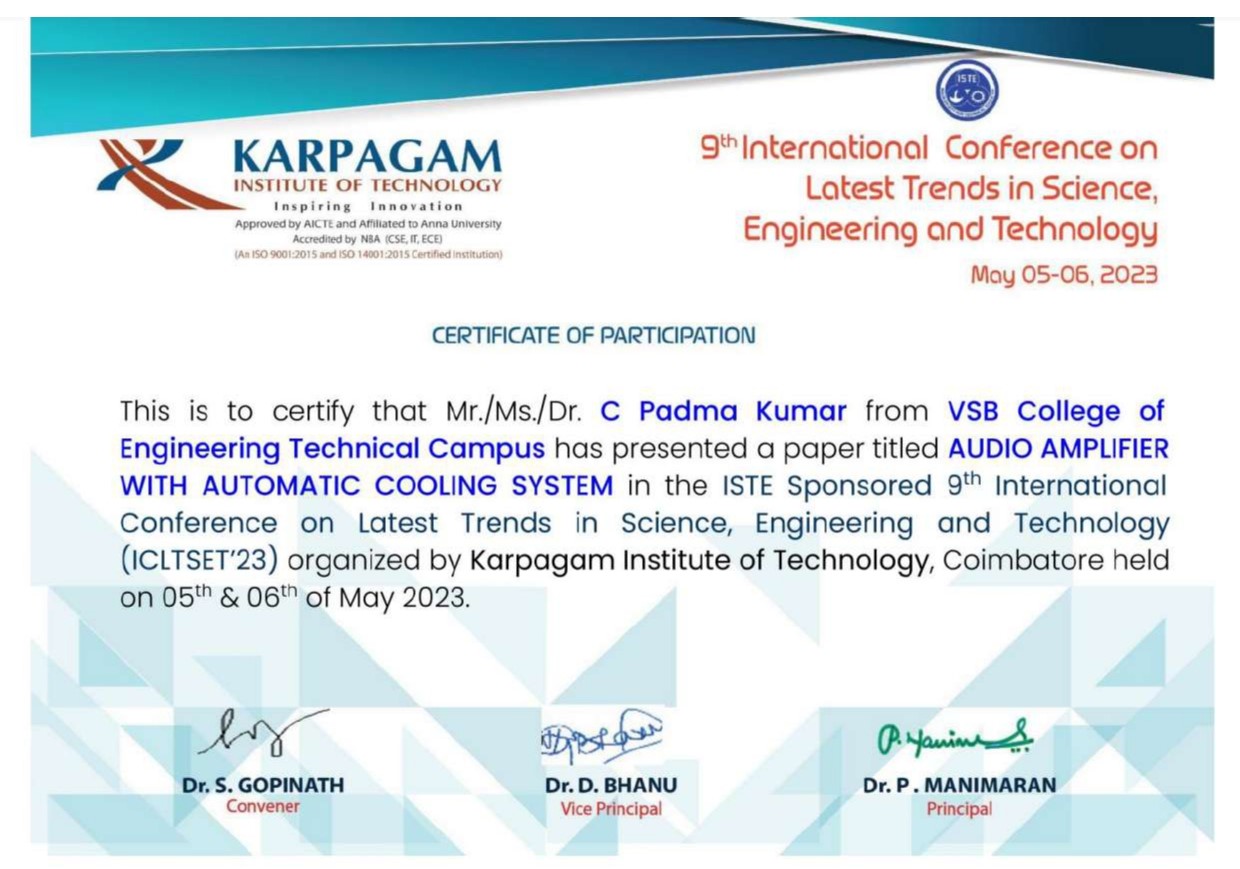 ISTE
KARPAGAM
INSTITUTE OF TECHNOLOGY
Inspiring Innovation
Approved by AICTE and Affiliated to Anna University
Accredited by NBA (CSE, IT, ECE)
(An ISO 9001:2015 and ISO 14001:2015 Certified Institution)
9th International Conference on
Latest Trends in Science,
Engineering and Technology
May 05-06, 2023
CERTIFICATE OF PARTICIPATION
This is to certify that Mr./Ms./Dr. C Padma Kumar from VSB College of
Engineering Technical Campus has presented a paper titled AUDIO AMPLIFIER
WITH AUTOMATIC COOLING SYSTEM in the ISTE Sponsored 9th International
Conference on Latest Trends in Science, Engineering and Technology
(ICLTSET'23) organized by Karpagam Institute of Technology, Coimbatore held
on 05th & 06th of May 2023.
Dr. S. GOPINATH
Convener
Dr. D. BHANU
Vice Principal
Dr. P. MANIMARAN
Principal